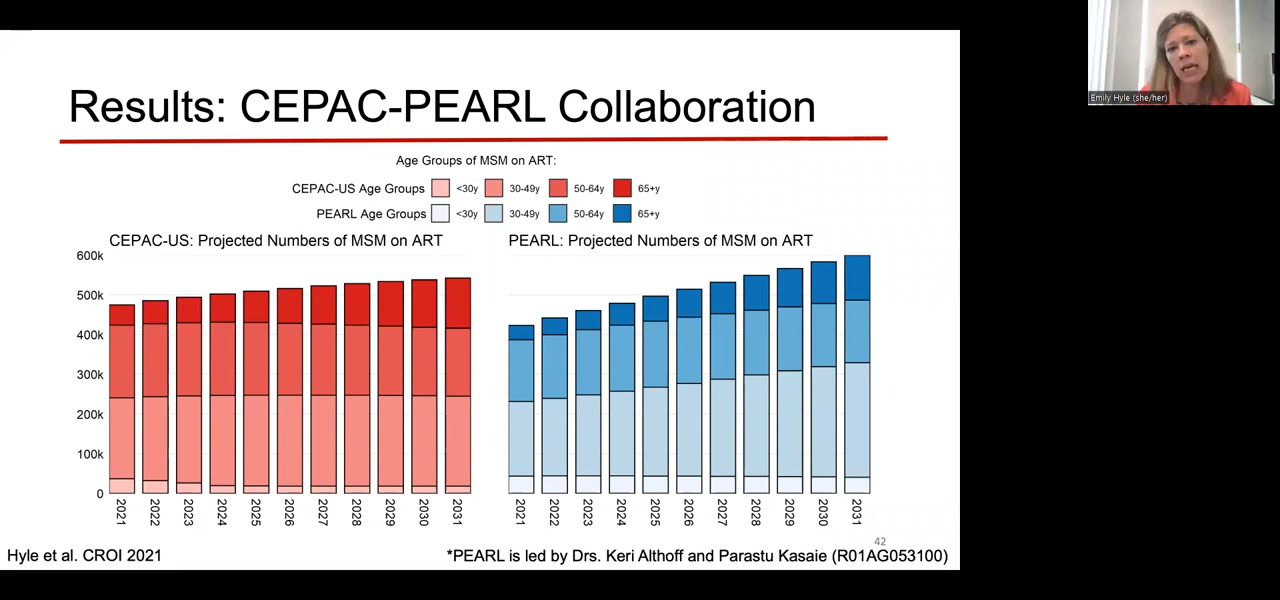 Emily Hyle (she/her)
Results: CEPAC-PEARL Collaboration
Age Groups of MSM on ART:
CEPAC-US Age Groups <30y 30-49y 50-64y 65+y
PEARL Age Groups <30y 30-49y 50-64y 65+y
CEPAC-US: Projected Numbers of MSM on ART
600k
500k
400k
300k
200k
100k
0
2021 2022 2023 2024 2025 2026 2027 2028 2029 2030 2031
PEARL: Projected Numbers of MSM on ART
2021 2022 2023 2024 2025 2026 2027 2028 2029 2030 2031
42
Hyle et al. CROI 2021
*PEARL is led by Drs. Keri Althoff and Parastu Kasaie (R01AG053100)